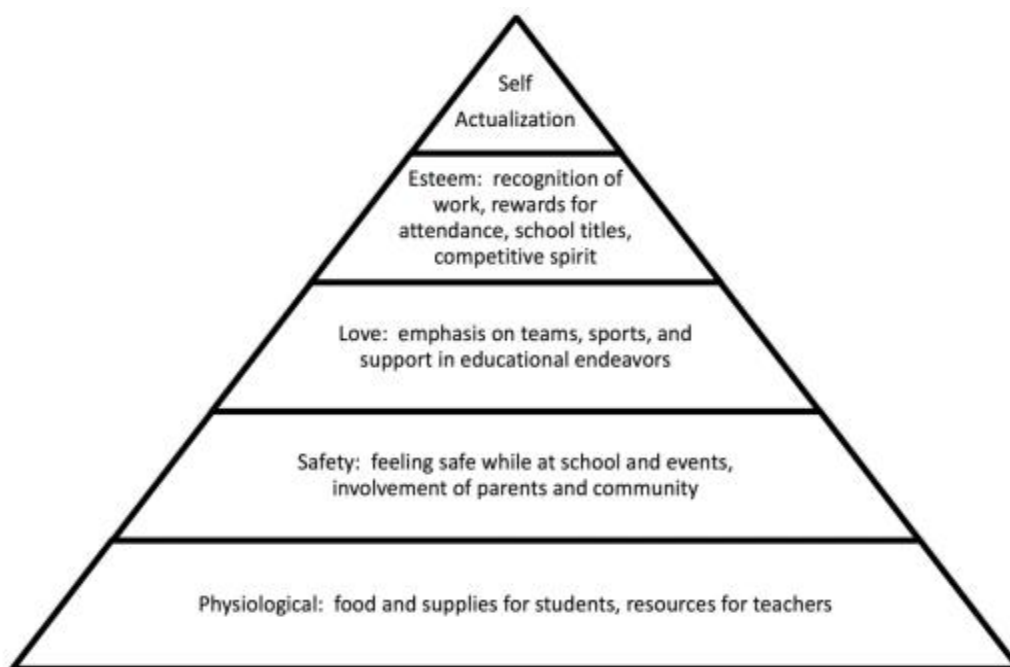 Self
Actualization
Esteem: recognition of
work, rewards for
attendance, school titles,
competitive spirit
Love: emphasis on teams, sports, and
support in educational endeavors
Safety: feeling safe while at school and events,
involvement of parents and community
Physiological: food and supplies for students, resources for teachers